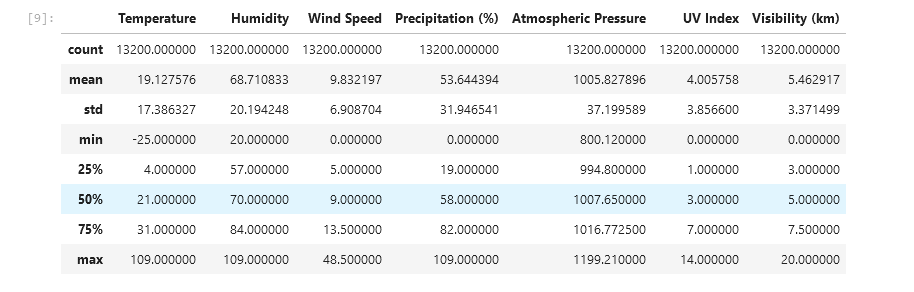 [9]:
Temperature Humidity Wind Speed Precipitation (%) Atmospheric Pressure UV Index Visibility (km)
count 13200.000000 13200.000000 13200.000000 13200.000000 13200.000000 13200.000000 13200.000000
mean 19.127576 68.710833 9.832197 53.644394 1005.827896 4.005758 5.462917
std 17.386327 20.194248 6.908704 31.946541 37.199589 3.856600 3.371499
min -25.000000 20.000000 0.000000 0.000000 800.120000 0.000000 0.000000
25% 4.000000 57.000000 5.000000 19.000000 994.800000 1.000000 3.000000
50% 21.000000 70.000000 9.000000 58.000000 1007.650000 3.000000 5.000000
75% 31.000000 84.000000 13.500000 82.000000 1016.772500 7.000000 7.500000
max 109.000000 109.000000 48.500000 109.000000 1199.210000 14.000000 20.000000